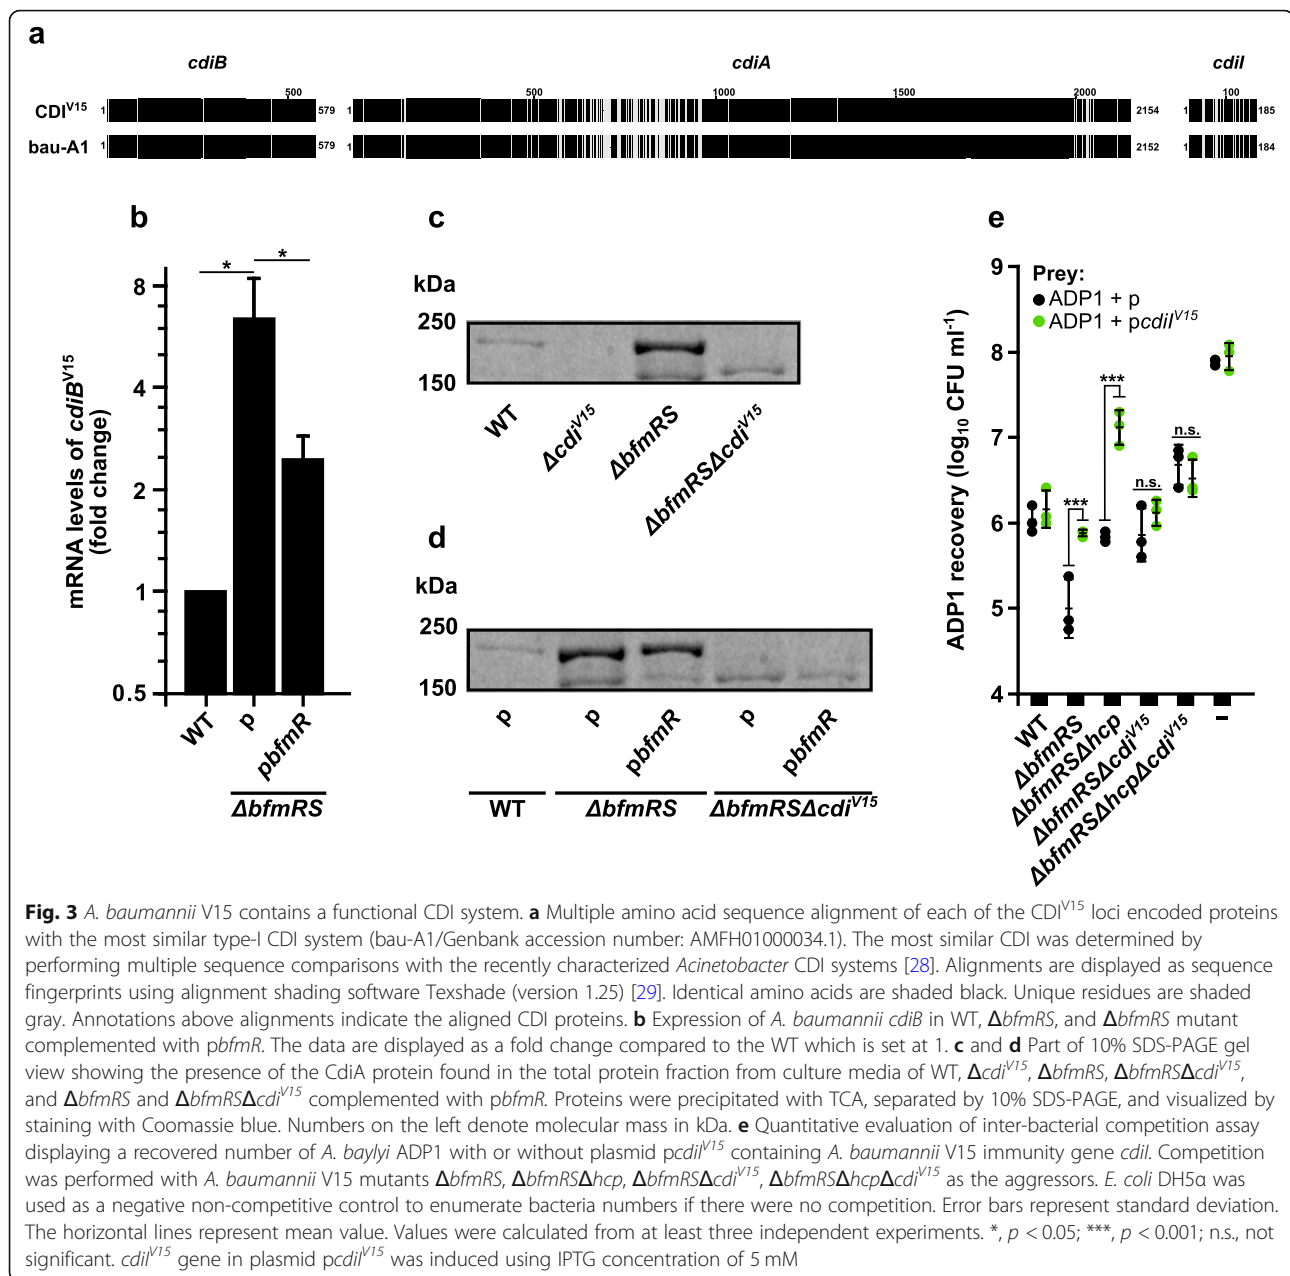 a
cdiB cdiA cdiI
500 500 1000 1500 2000 100
CDI^V15 1 579 1 2154 1 185
bau-A1 1 579 1 2152 1 184
b
mRNA levels of cdiB^V15
(fold change)
8
4
2
1
0.5
* *
WT p pbfmR
ΔbfmRS
c
kDa
250
150
WT Δcdi^V15 ΔbfmRS ΔbfmRSΔcdi^V15
d
kDa
250
150
p p pbfmR p pbfmR
WT ΔbfmRS ΔbfmRSΔcdi^V15
e
ADP1 recovery (log10 CFU ml-1)
9
8
7
6
5
4
Prey:
ADP1 + p
ADP1 + pcdiI^V15
*** *** n.s. n.s.
WT ΔbfmRS ΔbfmRSΔhcp ΔbfmRSΔcdi^V15 ΔbfmRSΔhcpΔcdi^V15 –
Fig. 3 A. baumannii V15 contains a functional CDI system. a Multiple amino acid sequence alignment of each of the CDI^V15 loci encoded proteins
with the most similar type-I CDI system (bau-A1/Genbank accession number: AMFH01000034.1). The most similar CDI was determined by
performing multiple sequence comparisons with the recently characterized Acinetobacter CDI systems [28]. Alignments are displayed as sequence
fingerprints using alignment shading software Texshade (version 1.25) [29]. Identical amino acids are shaded black. Unique residues are shaded
gray. Annotations above alignments indicate the aligned CDI proteins. b Expression of A. baumannii cdiB in WT, ΔbfmRS, and ΔbfmRS mutant
complemented with pbfmR. The data are displayed as a fold change compared to the WT which is set at 1. c and d Part of 10% SDS-PAGE gel
view showing the presence of the CdiA protein found in the total protein fraction from culture media of WT, Δcdi^V15, ΔbfmRS, ΔbfmRSΔcdi^V15,
and ΔbfmRS and ΔbfmRSΔcdi^V15 complemented with pbfmR. Proteins were precipitated with TCA, separated by 10% SDS-PAGE, and visualized by
staining with Coomassie blue. Numbers on the left denote molecular mass in kDa. e Quantitative evaluation of inter-bacterial competition assay
displaying a recovered number of A. baylyi ADP1 with or without plasmid pcdiI^V15 containing A. baumannii V15 immunity gene cdiI. Competition
was performed with A. baumannii V15 mutants ΔbfmRS, ΔbfmRSΔhcp, ΔbfmRSΔcdi^V15, ΔbfmRSΔhcpΔcdi^V15 as the aggressors. E. coli DH5α was
used as a negative non-competitive control to enumerate bacteria numbers if there were no competition. Error bars represent standard deviation.
The horizontal lines represent mean value. Values were calculated from at least three independent experiments. *, p < 0.05; ***, p < 0.001; n.s., not
significant. cdiI^V15 gene in plasmid pcdiI^V15 was induced using IPTG concentration of 5 mM